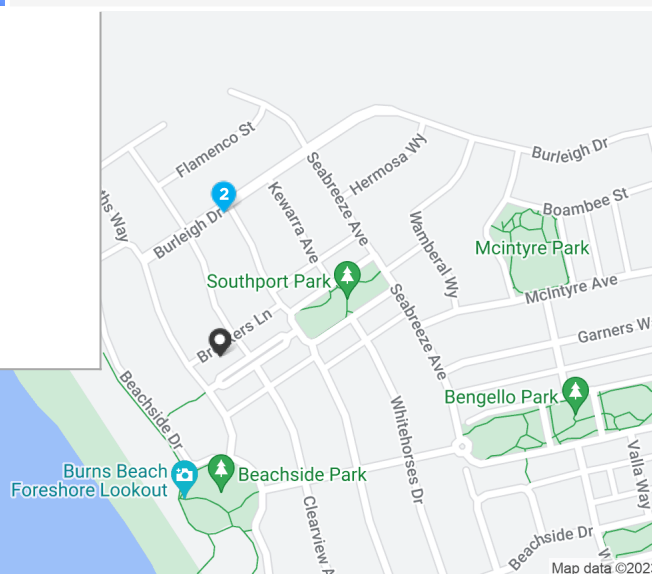 Flamenco St
Burleigh Dr
Hermosa Wy
Seabreeze Ave
Boambee St
2
ths Way
Burleigh Dr
Kewarra Ave
Wamberal Wy
Mcintyre Park
Southport Park
McIntyre Ave
Seabreeze Ave
Garners W
Beachside Dr
Whitehorses Dr
Bengello Park
Burns Beach
Foreshore Lookout
Beachside Park
Valla Way
Clearview A
Beachside Dr
Map data ©202